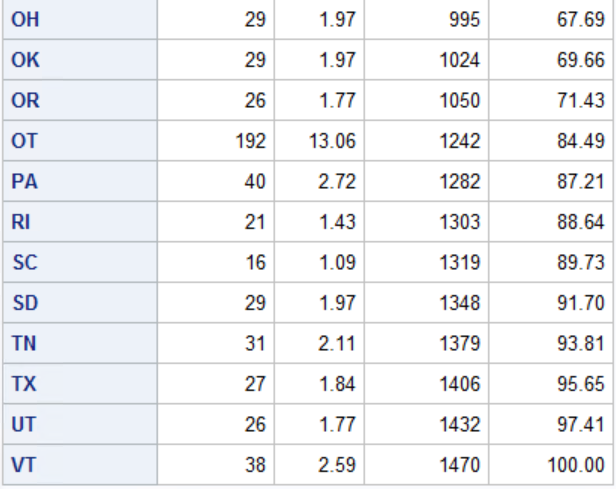 OH 29 1.97 995 67.69
OK 29 1.97 1024 69.66
OR 26 1.77 1050 71.43
OT 192 13.06 1242 84.49
PA 40 2.72 1282 87.21
RI 21 1.43 1303 88.64
SC 16 1.09 1319 89.73
SD 29 1.97 1348 91.70
TN 31 2.11 1379 93.81
TX 27 1.84 1406 95.65
UT 26 1.77 1432 97.41
VT 38 2.59 1470 100.00